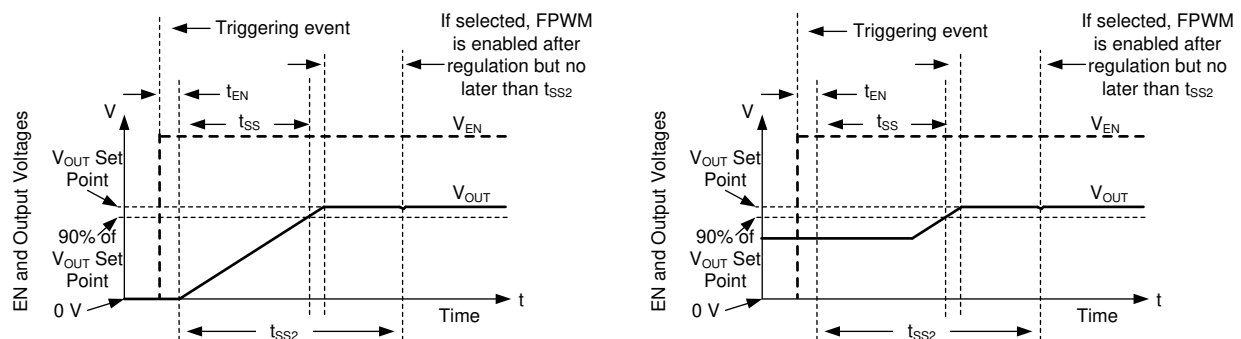 Triggering event
If selected, FPWM
is enabled after
regulation but no
later than tSS2
tEN
V
tSS
VEN
VOUT Set
Point
VOUT
90% of
VOUT Set
Point
0 V
t
Time
tSS2
EN and Output Voltages
Triggering event
If selected, FPWM
is enabled after
regulation but no
later than tSS2
tEN
V
tSS
VEN
VOUT Set
Point
VOUT
90% of
VOUT Set
Point
0 V
t
Time
tSS2
EN and Output Voltages